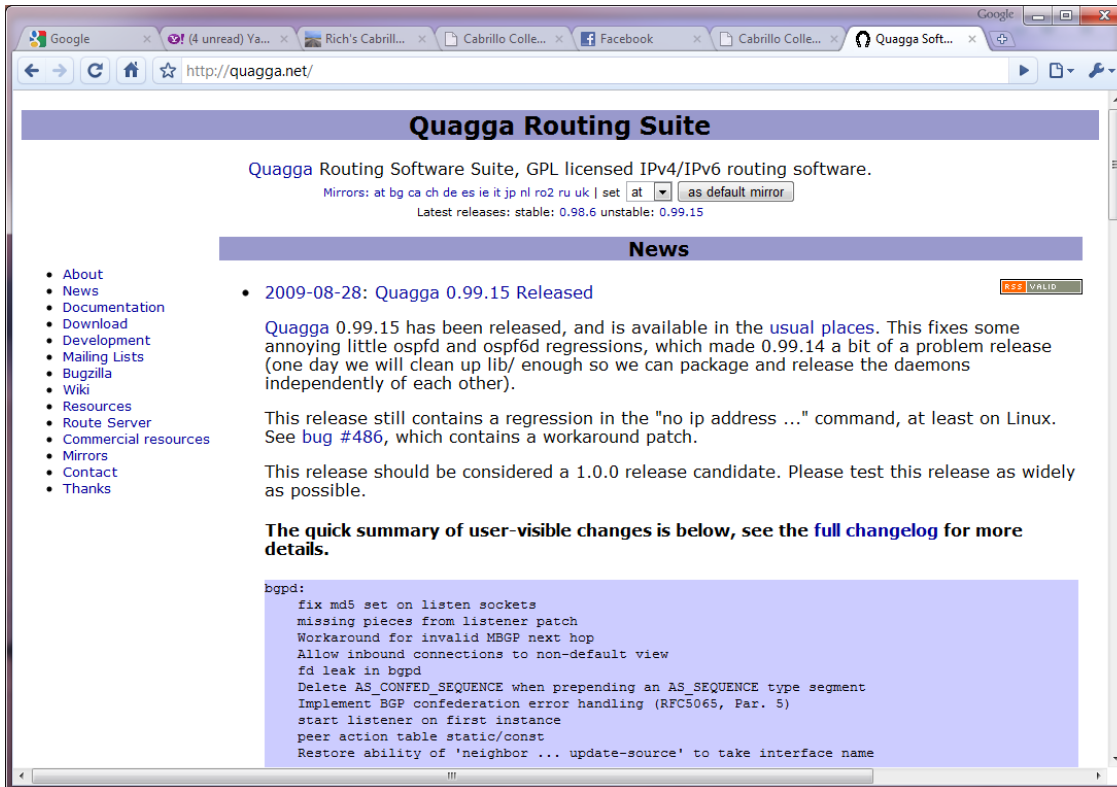 Google
Google
(4 unread) Ya...
Rich's Cabrill...
Cabrillo Colle...
Facebook
Cabrillo Colle...
Quagga Soft...
http://quagga.net/
Quagga Routing Suite
Quagga Routing Software Suite, GPL licensed IPv4/IPv6 routing software.
Mirrors: at bg ca ch de es ie it jp nl ro2 ru uk | set at as default mirror
Latest releases: stable: 0.98.6 unstable: 0.99.15
News
About
News
Documentation
Download
Development
Mailing Lists
Bugzilla
Wiki
Resources
Route Server
Commercial resources
Mirrors
Contact
Thanks
2009-08-28: Quagga 0.99.15 Released
RSS VALID
Quagga 0.99.15 has been released, and is available in the usual places. This fixes some
annoying little ospfd and ospf6d regressions, which made 0.99.14 a bit of a problem release
(one day we will clean up lib/ enough so we can package and release the daemons
independently of each other).
This release still contains a regression in the "no ip address ..." command, at least on Linux.
See bug #486, which contains a workaround patch.
This release should be considered a 1.0.0 release candidate. Please test this release as widely
as possible.
The quick summary of user-visible changes is below, see the full changelog for more
details.
bgpd:
fix md5 set on listen sockets
missing pieces from listener patch
Workaround for invalid MBGP next hop
Allow inbound connections to non-default view
fd leak in bgpd
Delete AS_CONFED_SEQUENCE when prepending an AS_SEQUENCE type segment
Implement BGP confederation error handling (RFC5065, Par. 5)
start listener on first instance
peer action table static/const
Restore ability of 'neighbor ... update-source' to take interface name